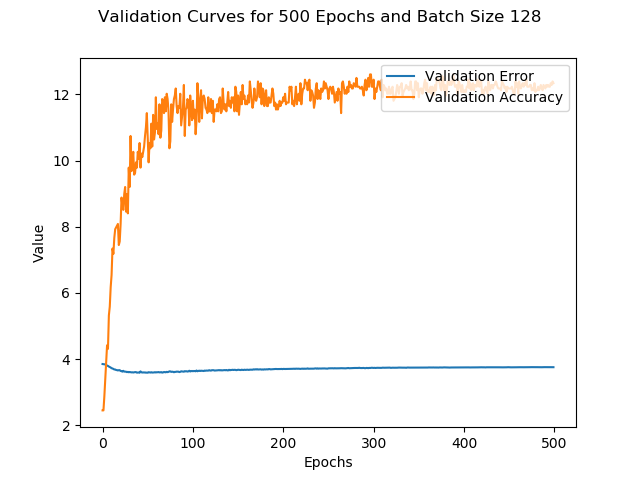 Validation Curves for 500 Epochs and Batch Size 128
Validation Error
Validation Accuracy
12
10
8
6
4
2
Value
0 100 200 300 400 500
Epochs